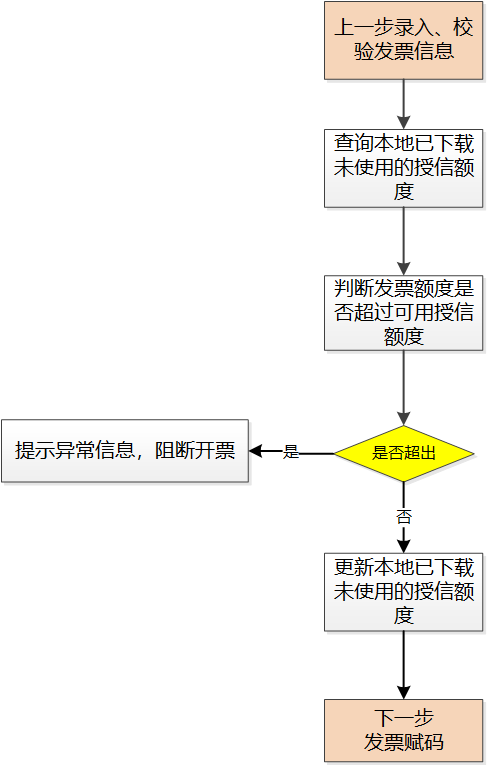 上一步录入、校
验发票信息
查询本地已下载
未使用的授信额
度
判断发票额度是
否超过可用授信
额度
是否超出
是
提示异常信息，阻断开票
否
更新本地已下载
未使用的授信额
度
下一步
发票赋码